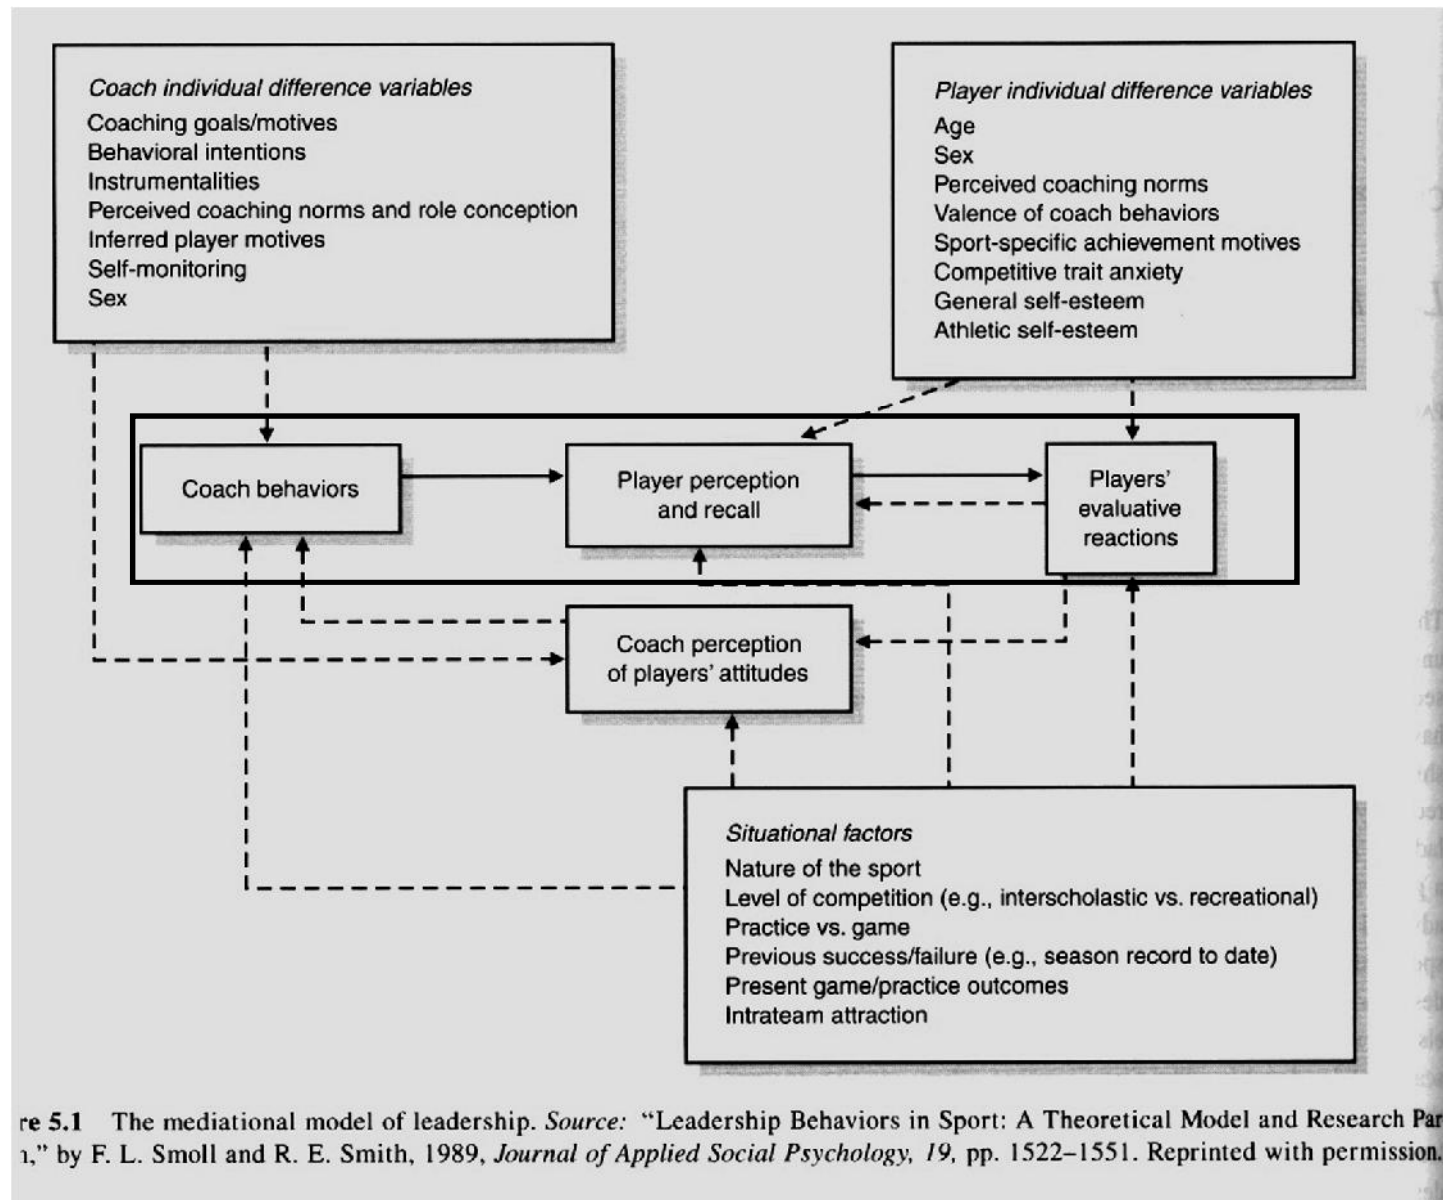 Coach individual difference variables
Coaching goals/motives
Behavioral intentions
Instrumentalities
Perceived coaching norms and role conception
Inferred player motives
Self-monitoring
Sex
Player individual difference variables
Age
Sex
Perceived coaching norms
Valence of coach behaviors
Sport-specific achievement motives
Competitive trait anxiety
General self-esteem
Athletic self-esteem
Coach behaviors
Player perception
and recall
Players'
evaluative
reactions
Coach perception
of players' attitudes
Situational factors
Nature of the sport
Level of competition (e.g., interscholastic vs. recreational)
Practice vs. game
Previous success/failure (e.g., season record to date)
Present game/practice outcomes
Intrateam attraction
re 5.1 The mediational model of leadership. Source: “Leadership Behaviors in Sport: A Theoretical Model and Research Par
,” by F. L. Smoll and R. E. Smith, 1989, Journal of Applied Social Psychology, 19, pp. 1522–1551. Reprinted with permission.